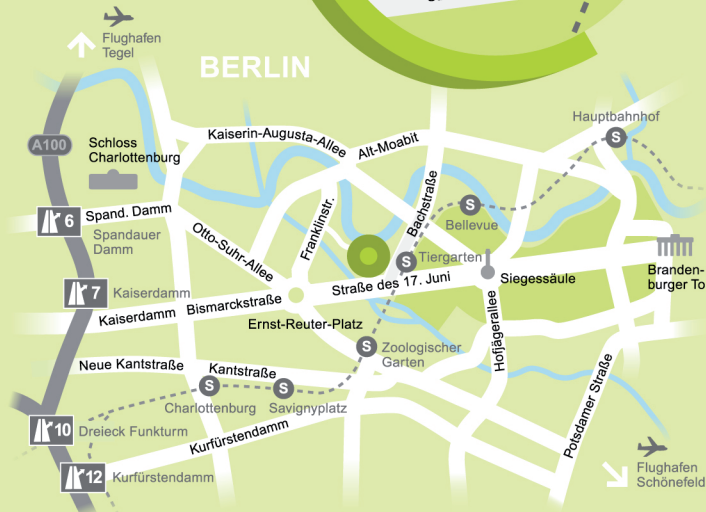 Flughafen
Tegel
BERLIN
Hauptbahnhof
S
A100
Schloss
Charlottenburg
Kaiserin-Augusta-Allee
Alt-Moabit
Bachstraße
S
Bellevue
6
Spand. Damm
Spandauer
Damm
Otto-Suhr-Allee
Franklinstr.
S
Tiergarten
Siegessäule
Branden-
burger To
7
Kaiserdamm
Straße des 17. Juni
Kaiserdamm
Bismarckstraße
Ernst-Reuter-Platz
Hofjägerallee
S
Zoologischer
Garten
Neue Kantstraße
Kantstraße
S
Charlottenburg
S
Savignyplatz
Potsdamer Straße
10
Dreieck Funkturm
Kurfürstendamm
12
Kurfürstendamm
Flughafen
Schönefeld